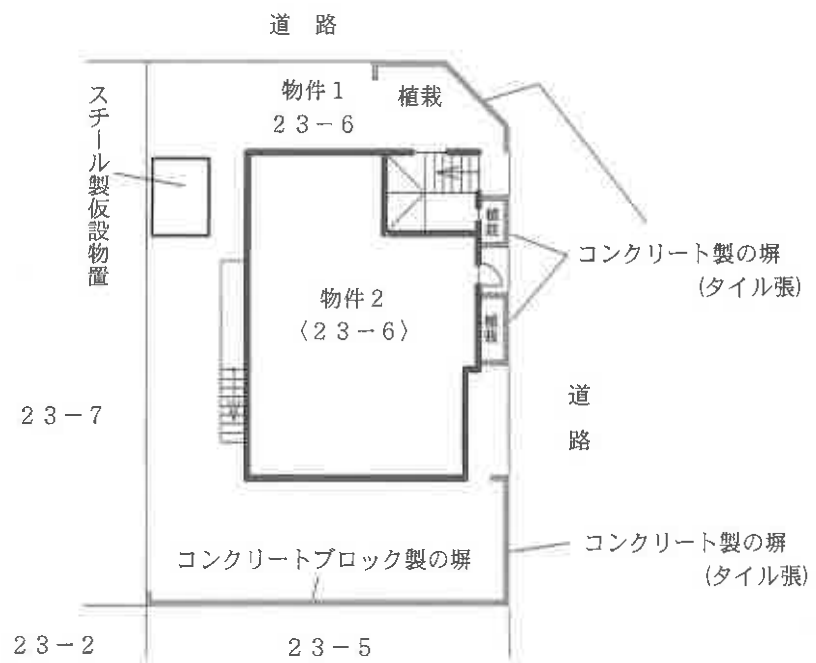 道　路
物件１
２３－６
植栽
スチール製仮設物置
植栽
コンクリート製の塀
(タイル張)
物件２
〈２３－６〉
植栽
２３－７
道
路
コンクリートブロック製の塀
コンクリート製の塀
(タイル張)
２３－２
２３－５